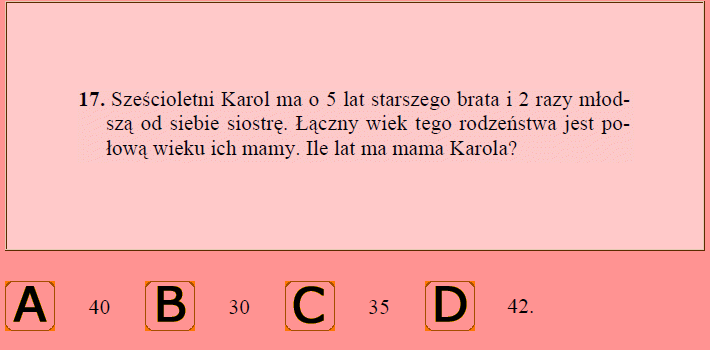 17. Sześcioletni Karol ma o 5 lat starszego brata i 2 razy młod-
szą od siebie siostrę. Łączny wiek tego rodzeństwa jest po-
łową wieku ich mamy. Ile lat ma mama Karola?
A 40 B 30 C 35 D 42.